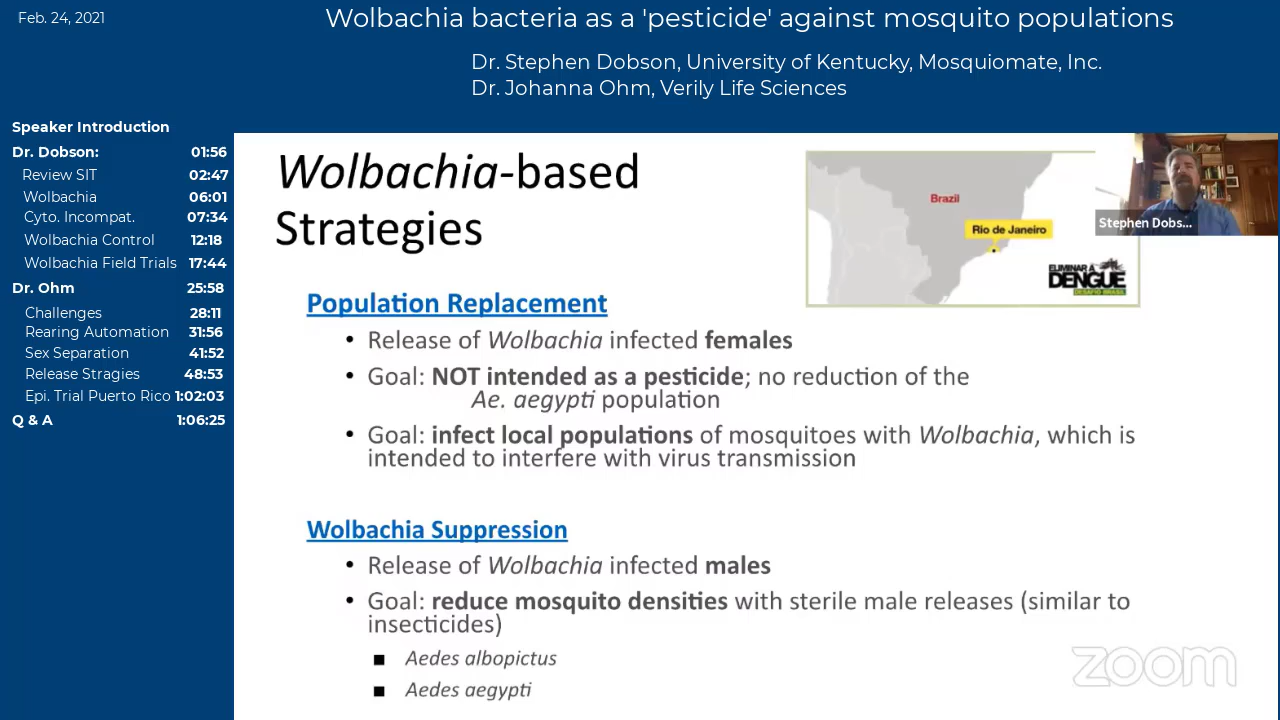 Feb. 24, 2021
Wolbachia bacteria as a 'pesticide' against mosquito populations
Dr. Stephen Dobson, University of Kentucky, Mosquiomate, Inc.
Dr. Johanna Ohm, Verily Life Sciences
Speaker Introduction
Dr. Dobson: 01:56
Review SIT 02:47
Wolbachia 06:01
Cyto. Incompat. 07:34
Wolbachia Control 12:18
Wolbachia Field Trials 17:44
Dr. Ohm 25:58
Challenges 28:11
Rearing Automation 31:56
Sex Separation 41:52
Release Stragies 48:53
Epi. Trial Puerto Rico 1:02:03
Q & A 1:06:25
Wolbachia-based
Strategies
Brazil
Rio de Janeiro
ELIMINAR A
DENGUE
DESAFIO BRASIL
Stephen Dobs...
Population Replacement
• Release of Wolbachia infected females
• Goal: NOT intended as a pesticide; no reduction of the
Ae. aegypti population
• Goal: infect local populations of mosquitoes with Wolbachia, which is
intended to interfere with virus transmission
Wolbachia Suppression
• Release of Wolbachia infected males
• Goal: reduce mosquito densities with sterile male releases (similar to
insecticides)
■ Aedes albopictus
■ Aedes aegypti
zoom